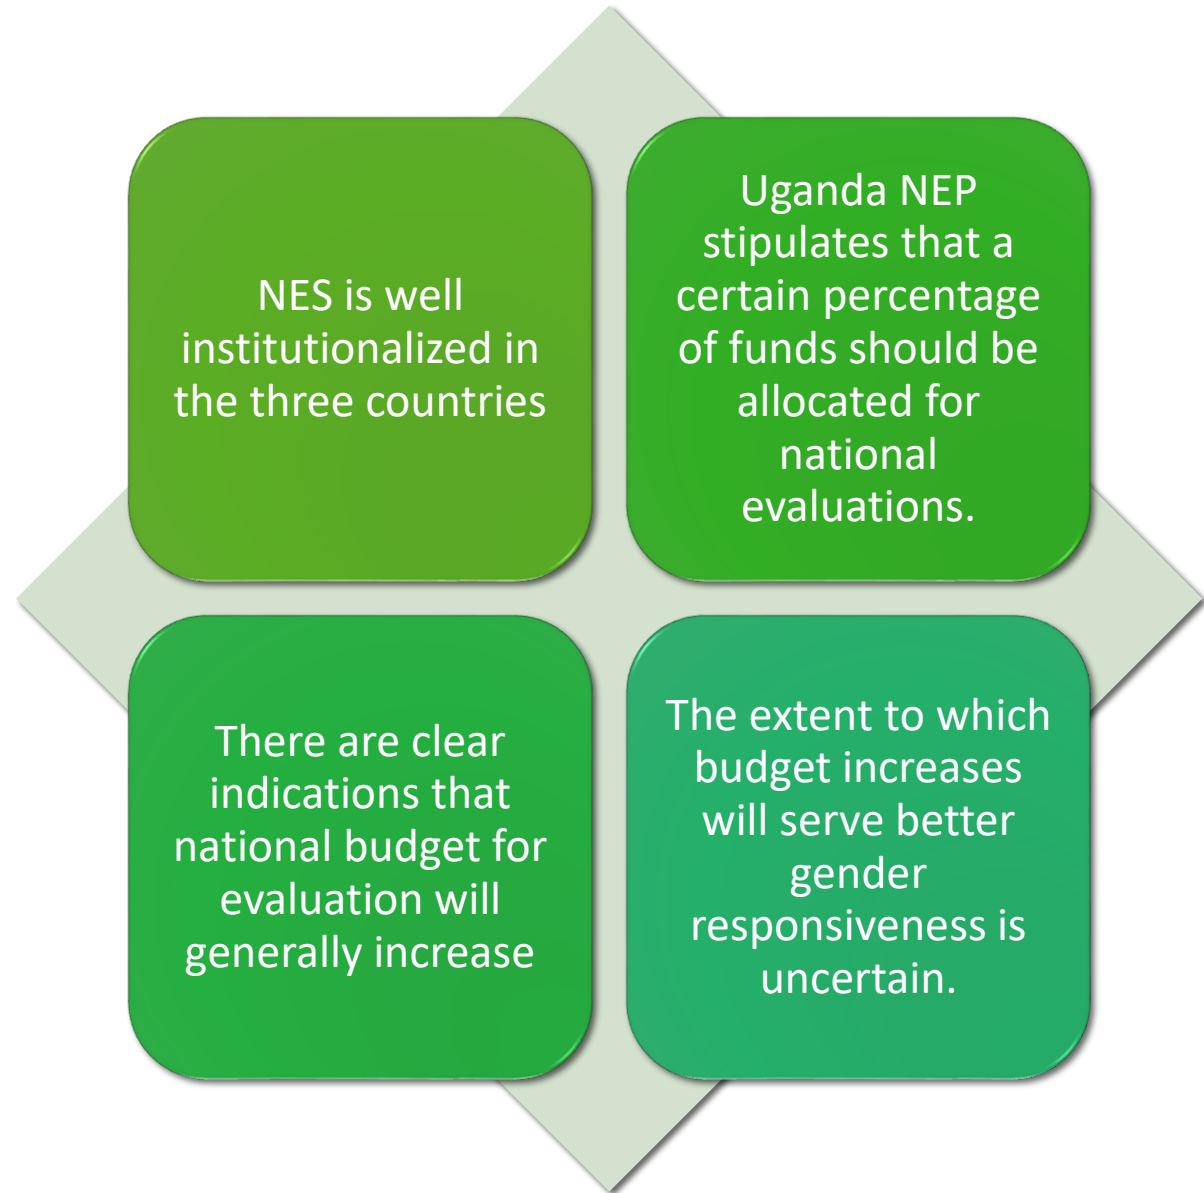 NES is well
institutionalized in
the three countries
Uganda NEP
stipulates that a
certain percentage
of funds should be
allocated for
national
evaluations.
There are clear
indications that
national budget for
evaluation will
generally increase
The extent to which
budget increases
will serve better
gender
responsiveness is
uncertain.